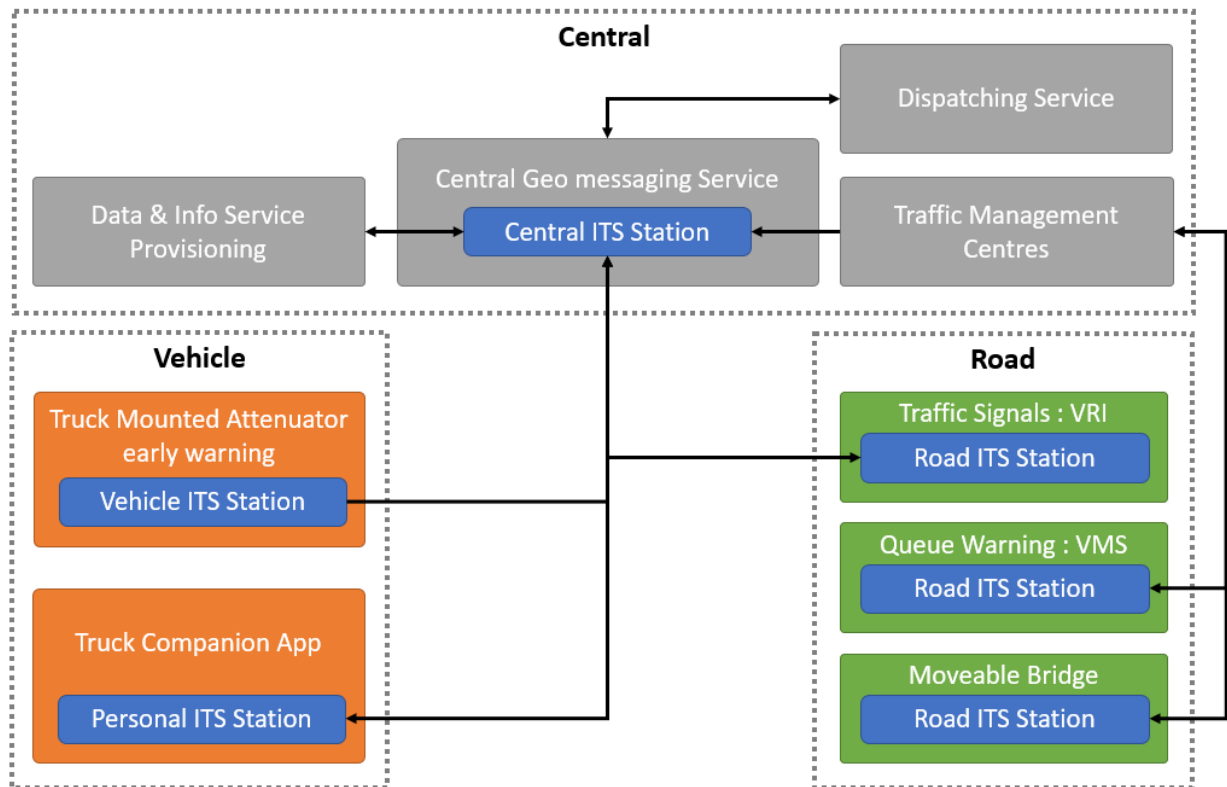 Central
Dispatching Service
Central Geo messaging Service
Central ITS Station
Data & Info Service
Provisioning
Traffic Management
Centres
Vehicle
Truck Mounted Attenuator
early warning
Vehicle ITS Station
Truck Companion App
Personal ITS Station
Road
Traffic Signals : VRI
Road ITS Station
Queue Warning : VMS
Road ITS Station
Moveable Bridge
Road ITS Station